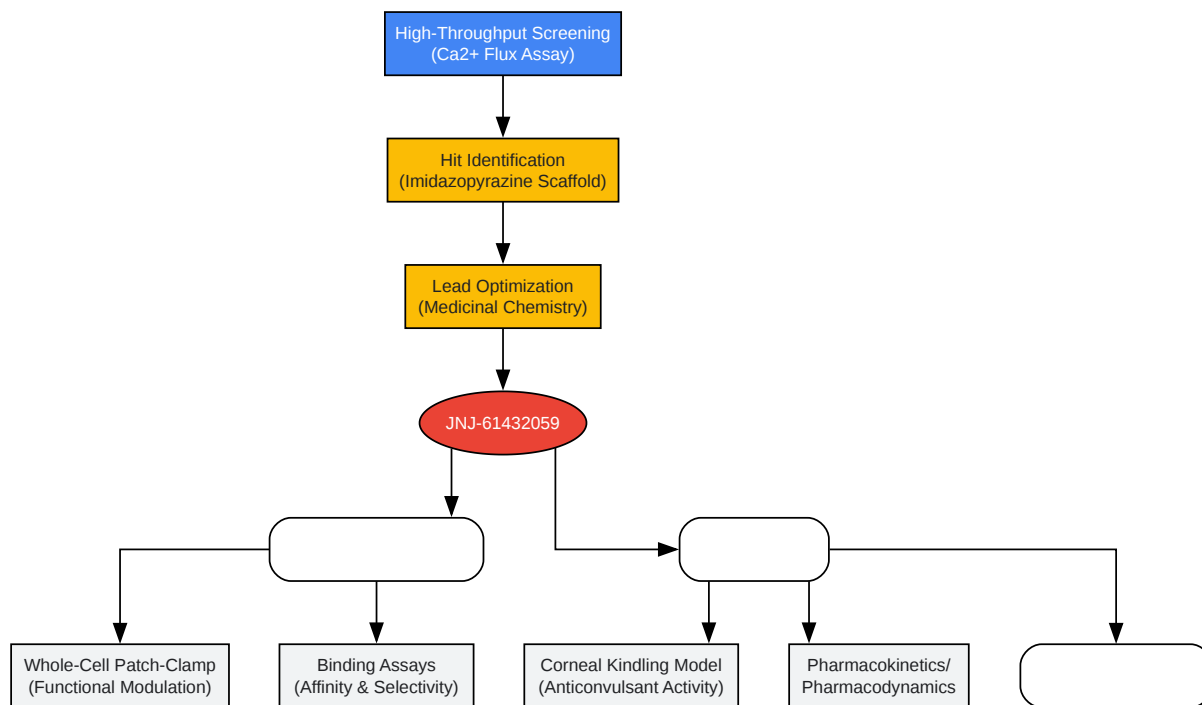 High-Throughput Screening
(Ca2+ Flux Assay)
Hit Identification
(Imidazopyrazine Scaffold)
Lead Optimization
(Medicinal Chemistry)
JNJ-61432059
Whole-Cell Patch-Clamp
(Functional Modulation)
Binding Assays
(Affinity & Selectivity)
Corneal Kindling Model
(Anticonvulsant Activity)
Pharmacokinetics/
Pharmacodynamics